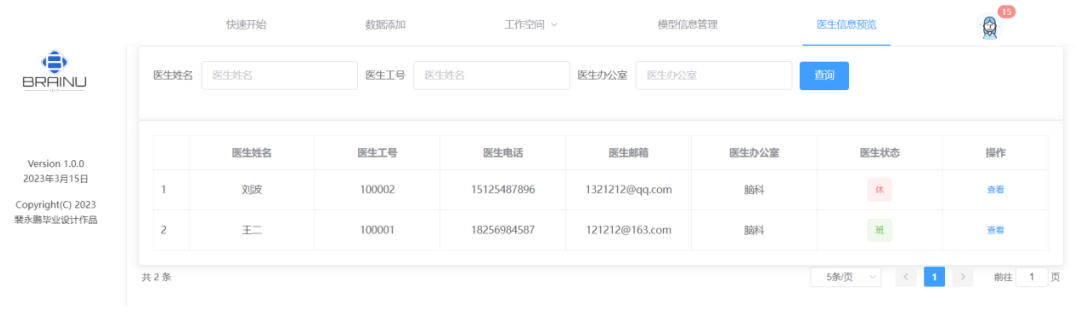 快速开始 数据添加 工作空间 模型信息管理 医生信息预览 15
BRAINU
医生姓名 医生姓名 医生工号 医生姓名 医生办公室 医生办公室 查询
医生姓名 医生工号 医生电话 医生邮箱 医生办公室 医生状态 操作
1 刘波 100002 15125487896 1321212@qq.com 脑科 休 查看
2 王二 100001 18256984587 121212@163.com 脑科 班 查看
Version 1.0.0
2023年3月15日
Copyright(C) 2023
裴永鹏毕业设计作品
共 2 条 5条/页 1 前往 1 页